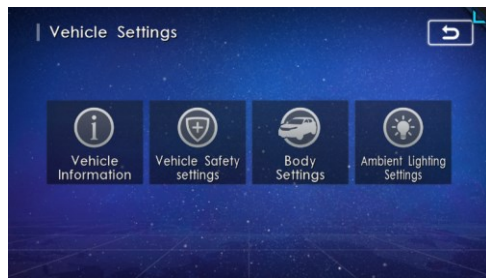 Vehicle Settings
Vehicle
Information
Vehicle Safety
settings
Body
Settings
Ambient Lighting
Settings